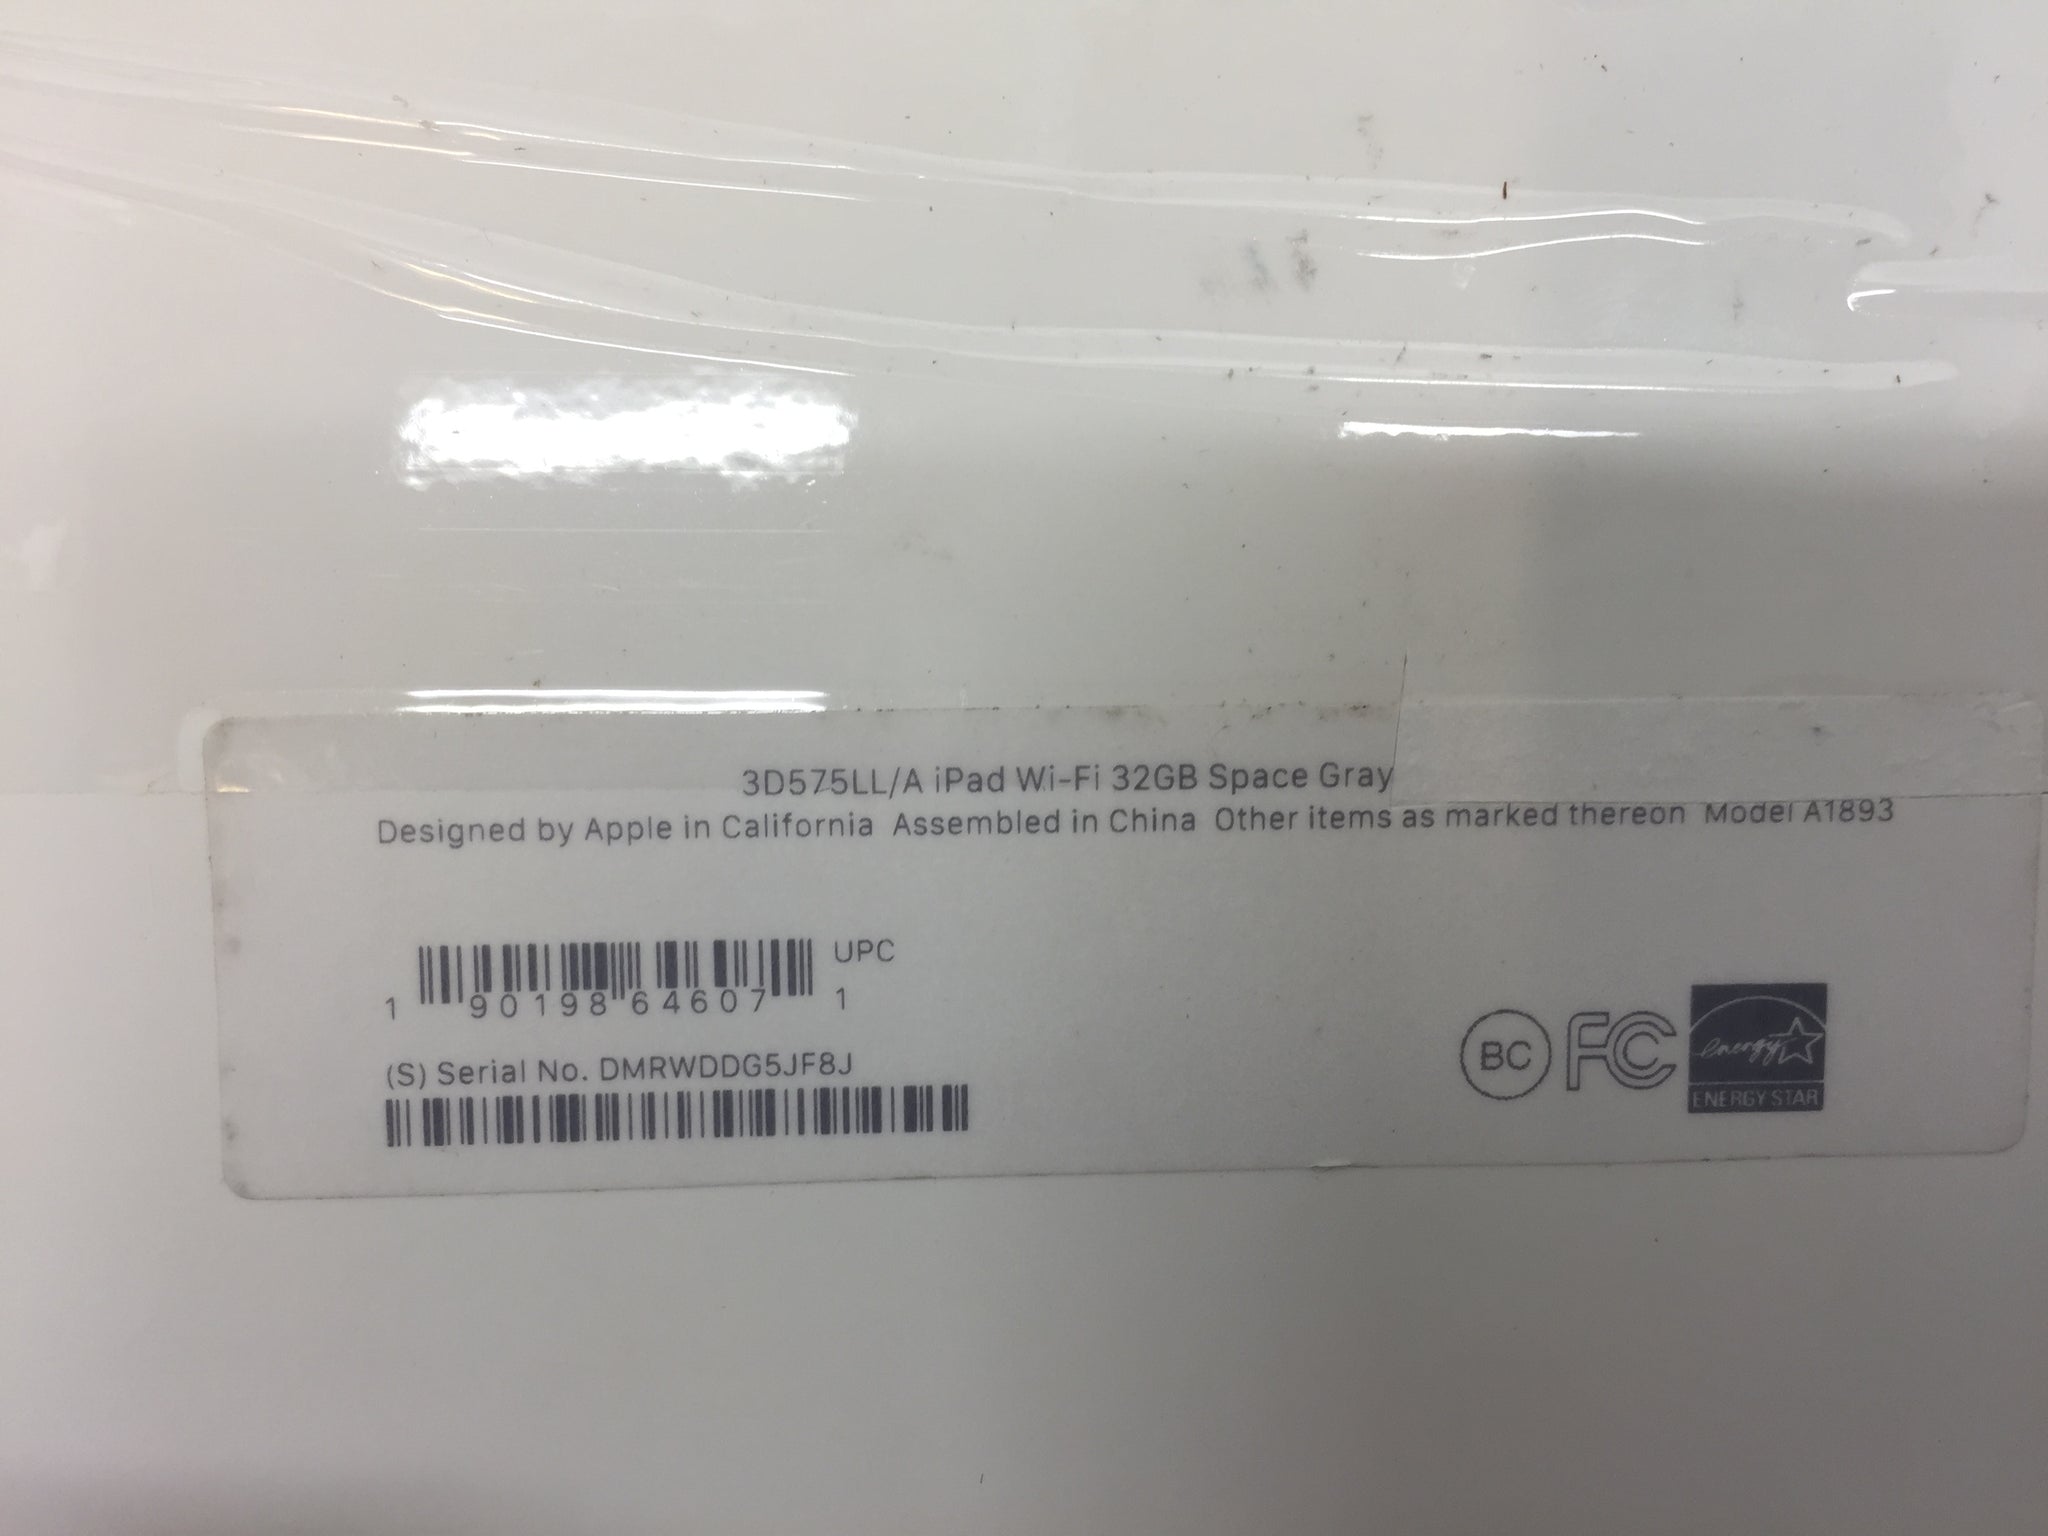 3D575LL/A iPad Wi-Fi 32GB Space Gray
Designed by Apple in California Assembled in China Other items as marked thereon Model A1893
UPC
1 90198 64607 1
(S) Serial No. DMRWDDG5JF8J
BC FC energy
ENERGY STAR